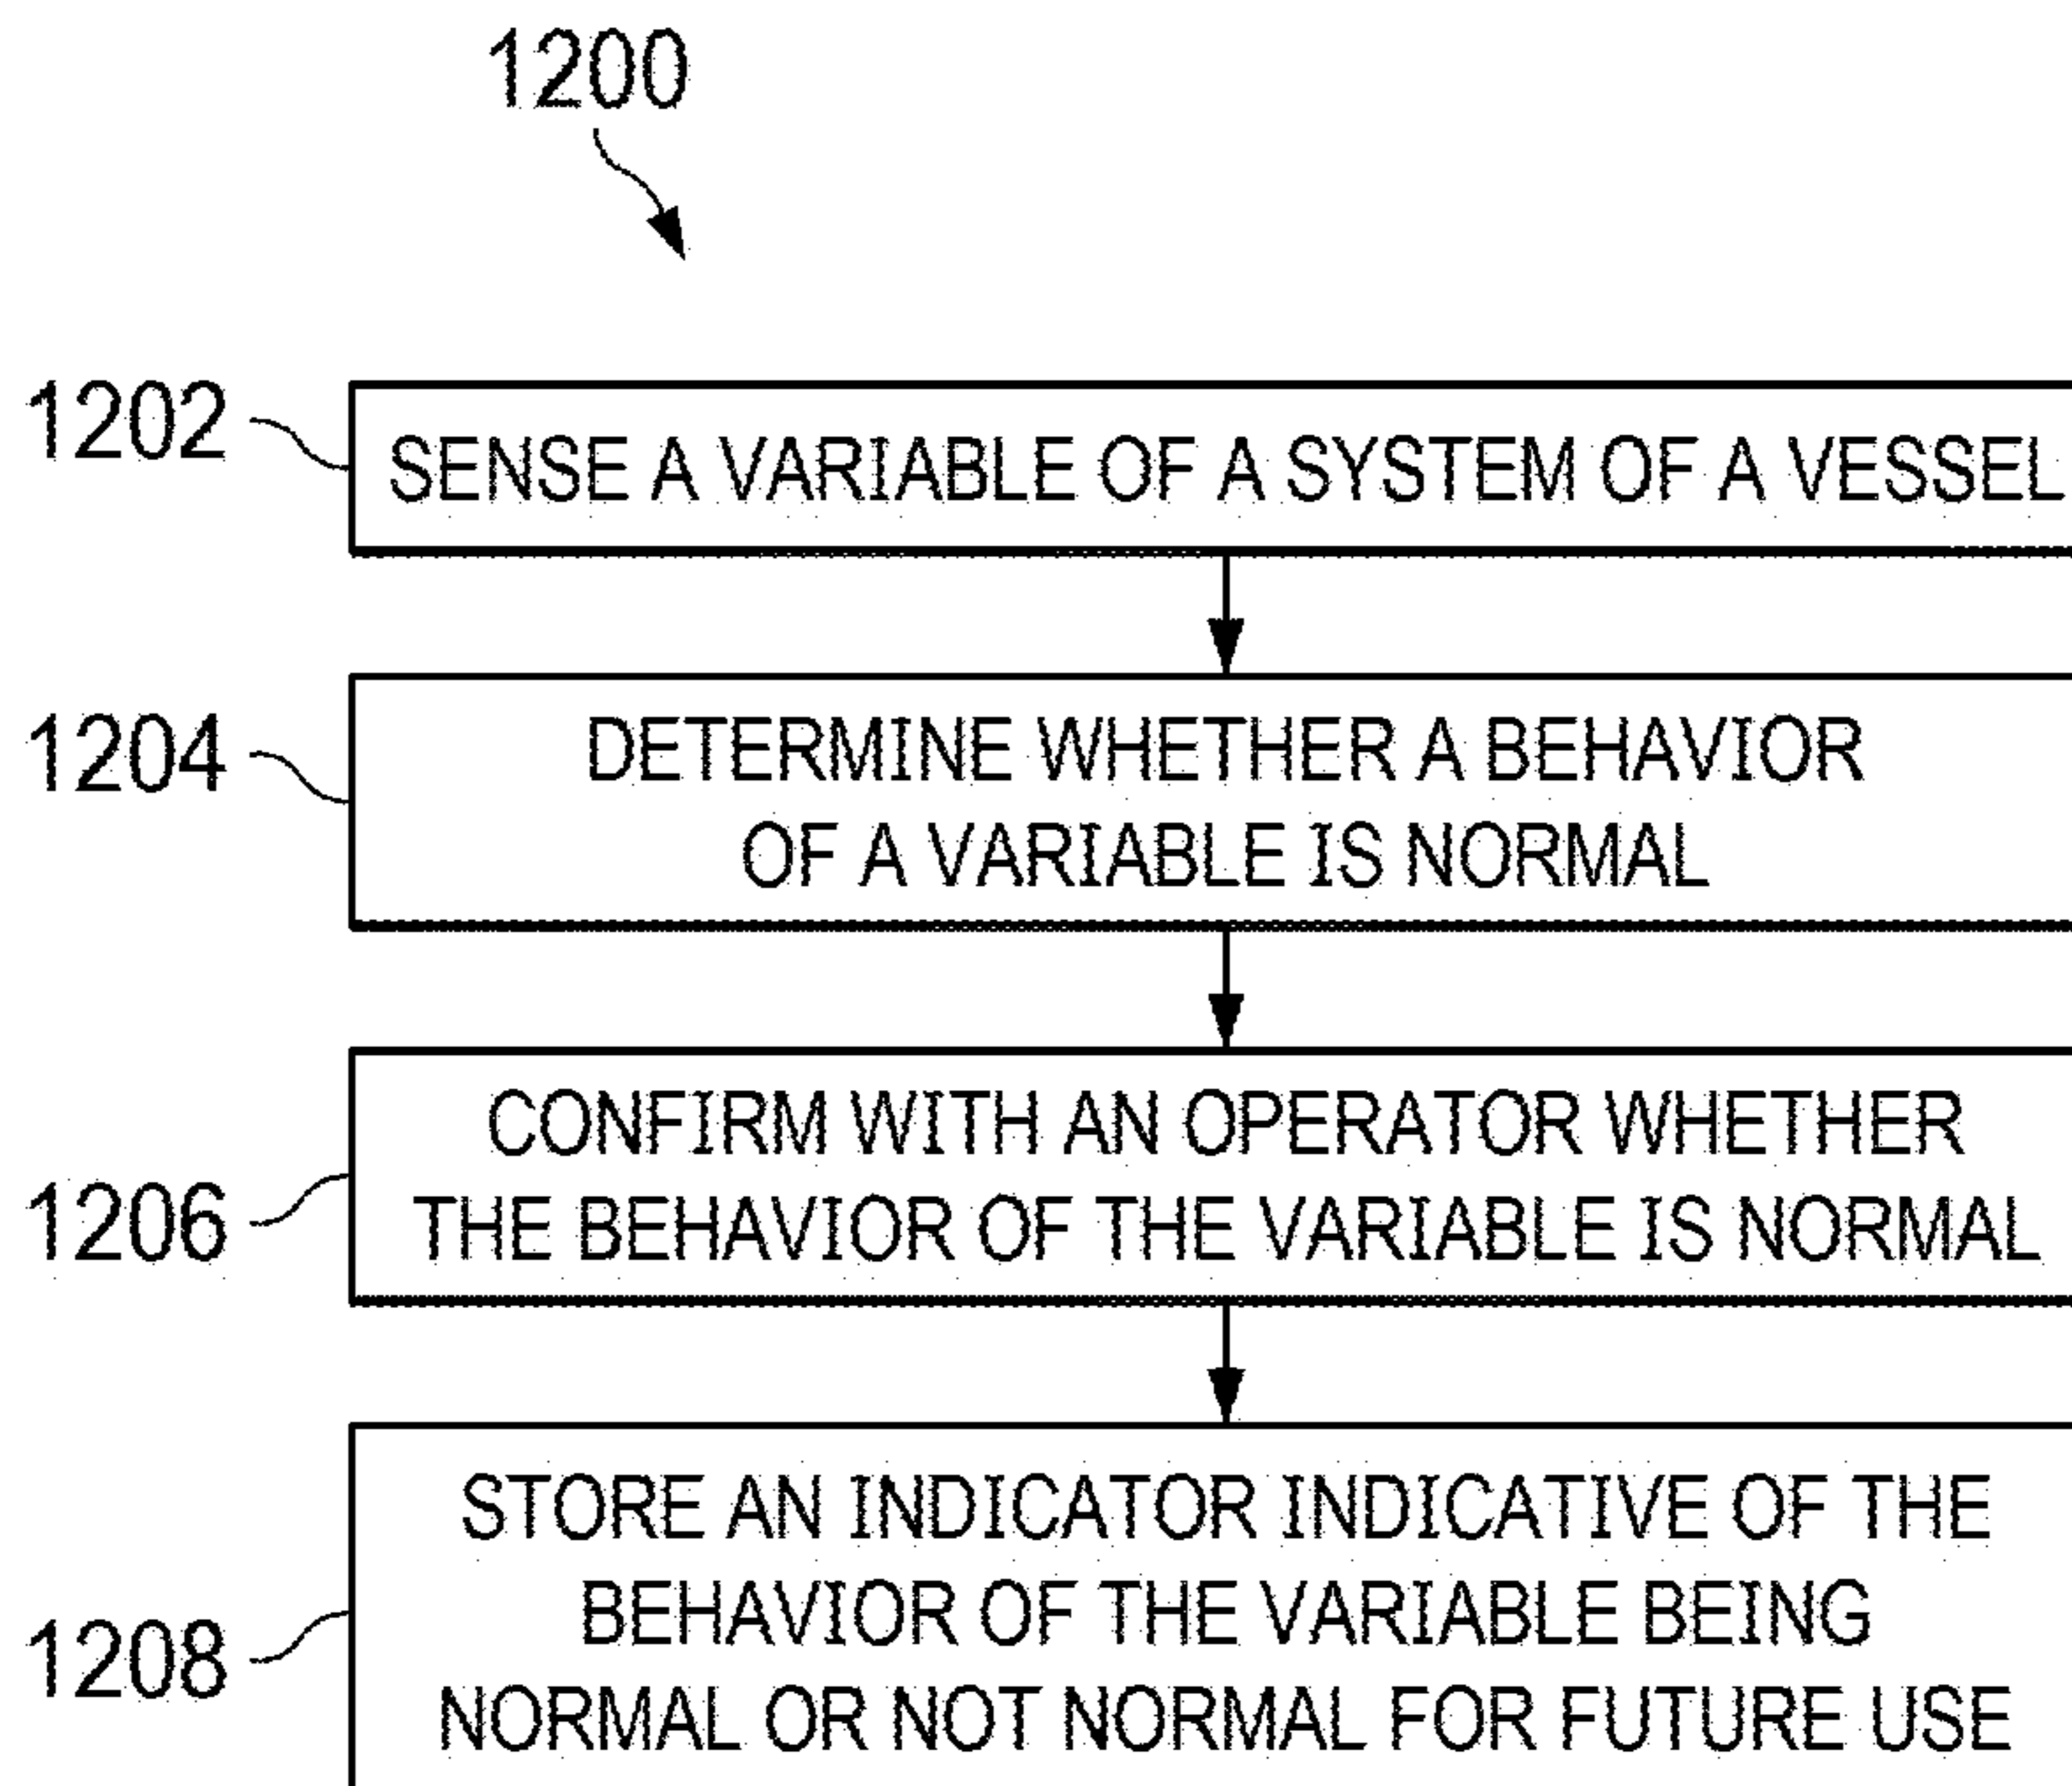 1200
1202
SENSE A VARIABLE OF A SYSTEM OF A VESSEL
1204
DETERMINE WHETHER A BEHAVIOR
OF A VARIABLE IS NORMAL
1206
CONFIRM WITH AN OPERATOR WHETHER
THE BEHAVIOR OF THE VARIABLE IS NORMAL
1208
STORE AN INDICATOR INDICATIVE OF THE
BEHAVIOR OF THE VARIABLE BEING
NORMAL OR NOT NORMAL FOR FUTURE USE